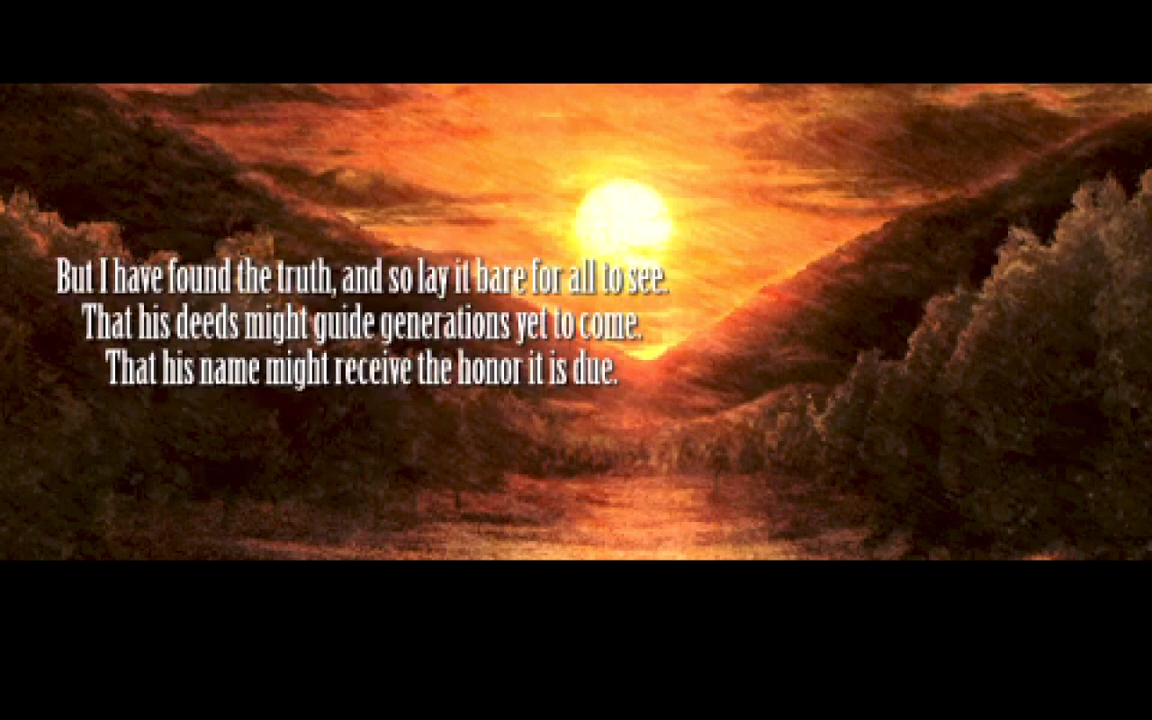 But I have found the truth, and so lay it bare for all to see.
That his deeds might guide generations yet to come.
That his name might receive the honor it is due.